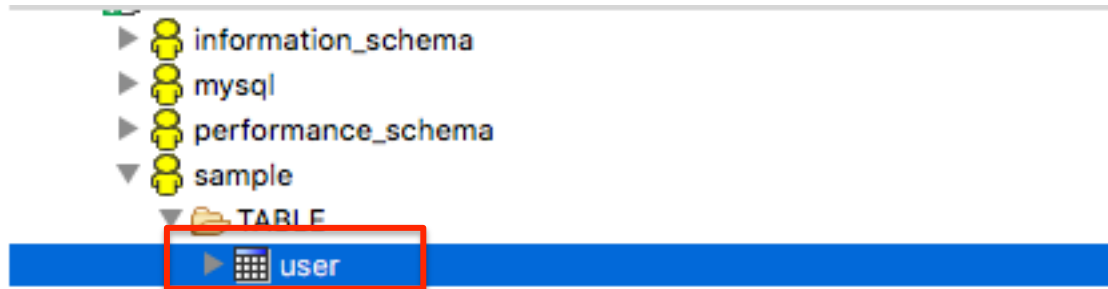 information_schema
mysql
performance_schema
sample
TABLE
user